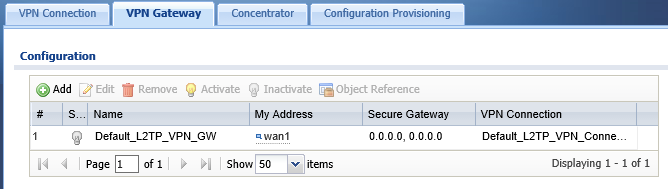 VPN Connection VPN Gateway Concentrator Configuration Provisioning
Configuration
Add Edit Remove Activate Inactivate Object Reference
# S... Name My Address Secure Gateway VPN Connection
1 Default_L2TP_VPN_GW wan1 0.0.0.0, 0.0.0.0 Default_L2TP_VPN_Conne...
Page 1 of 1 Show 50 items Displaying 1 - 1 of 1